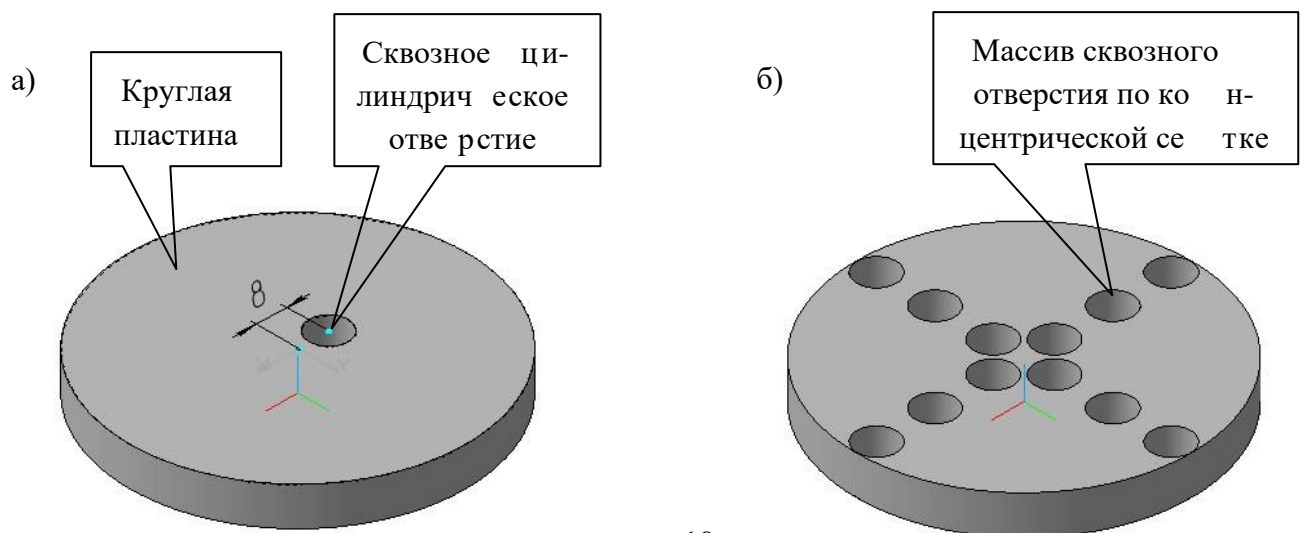 а)
Круглая
пластина
Сквозное ци-
линдрич еское
отве рстие
8
б)
Массив сквозного
отверстия по ко н-
центрической се тке